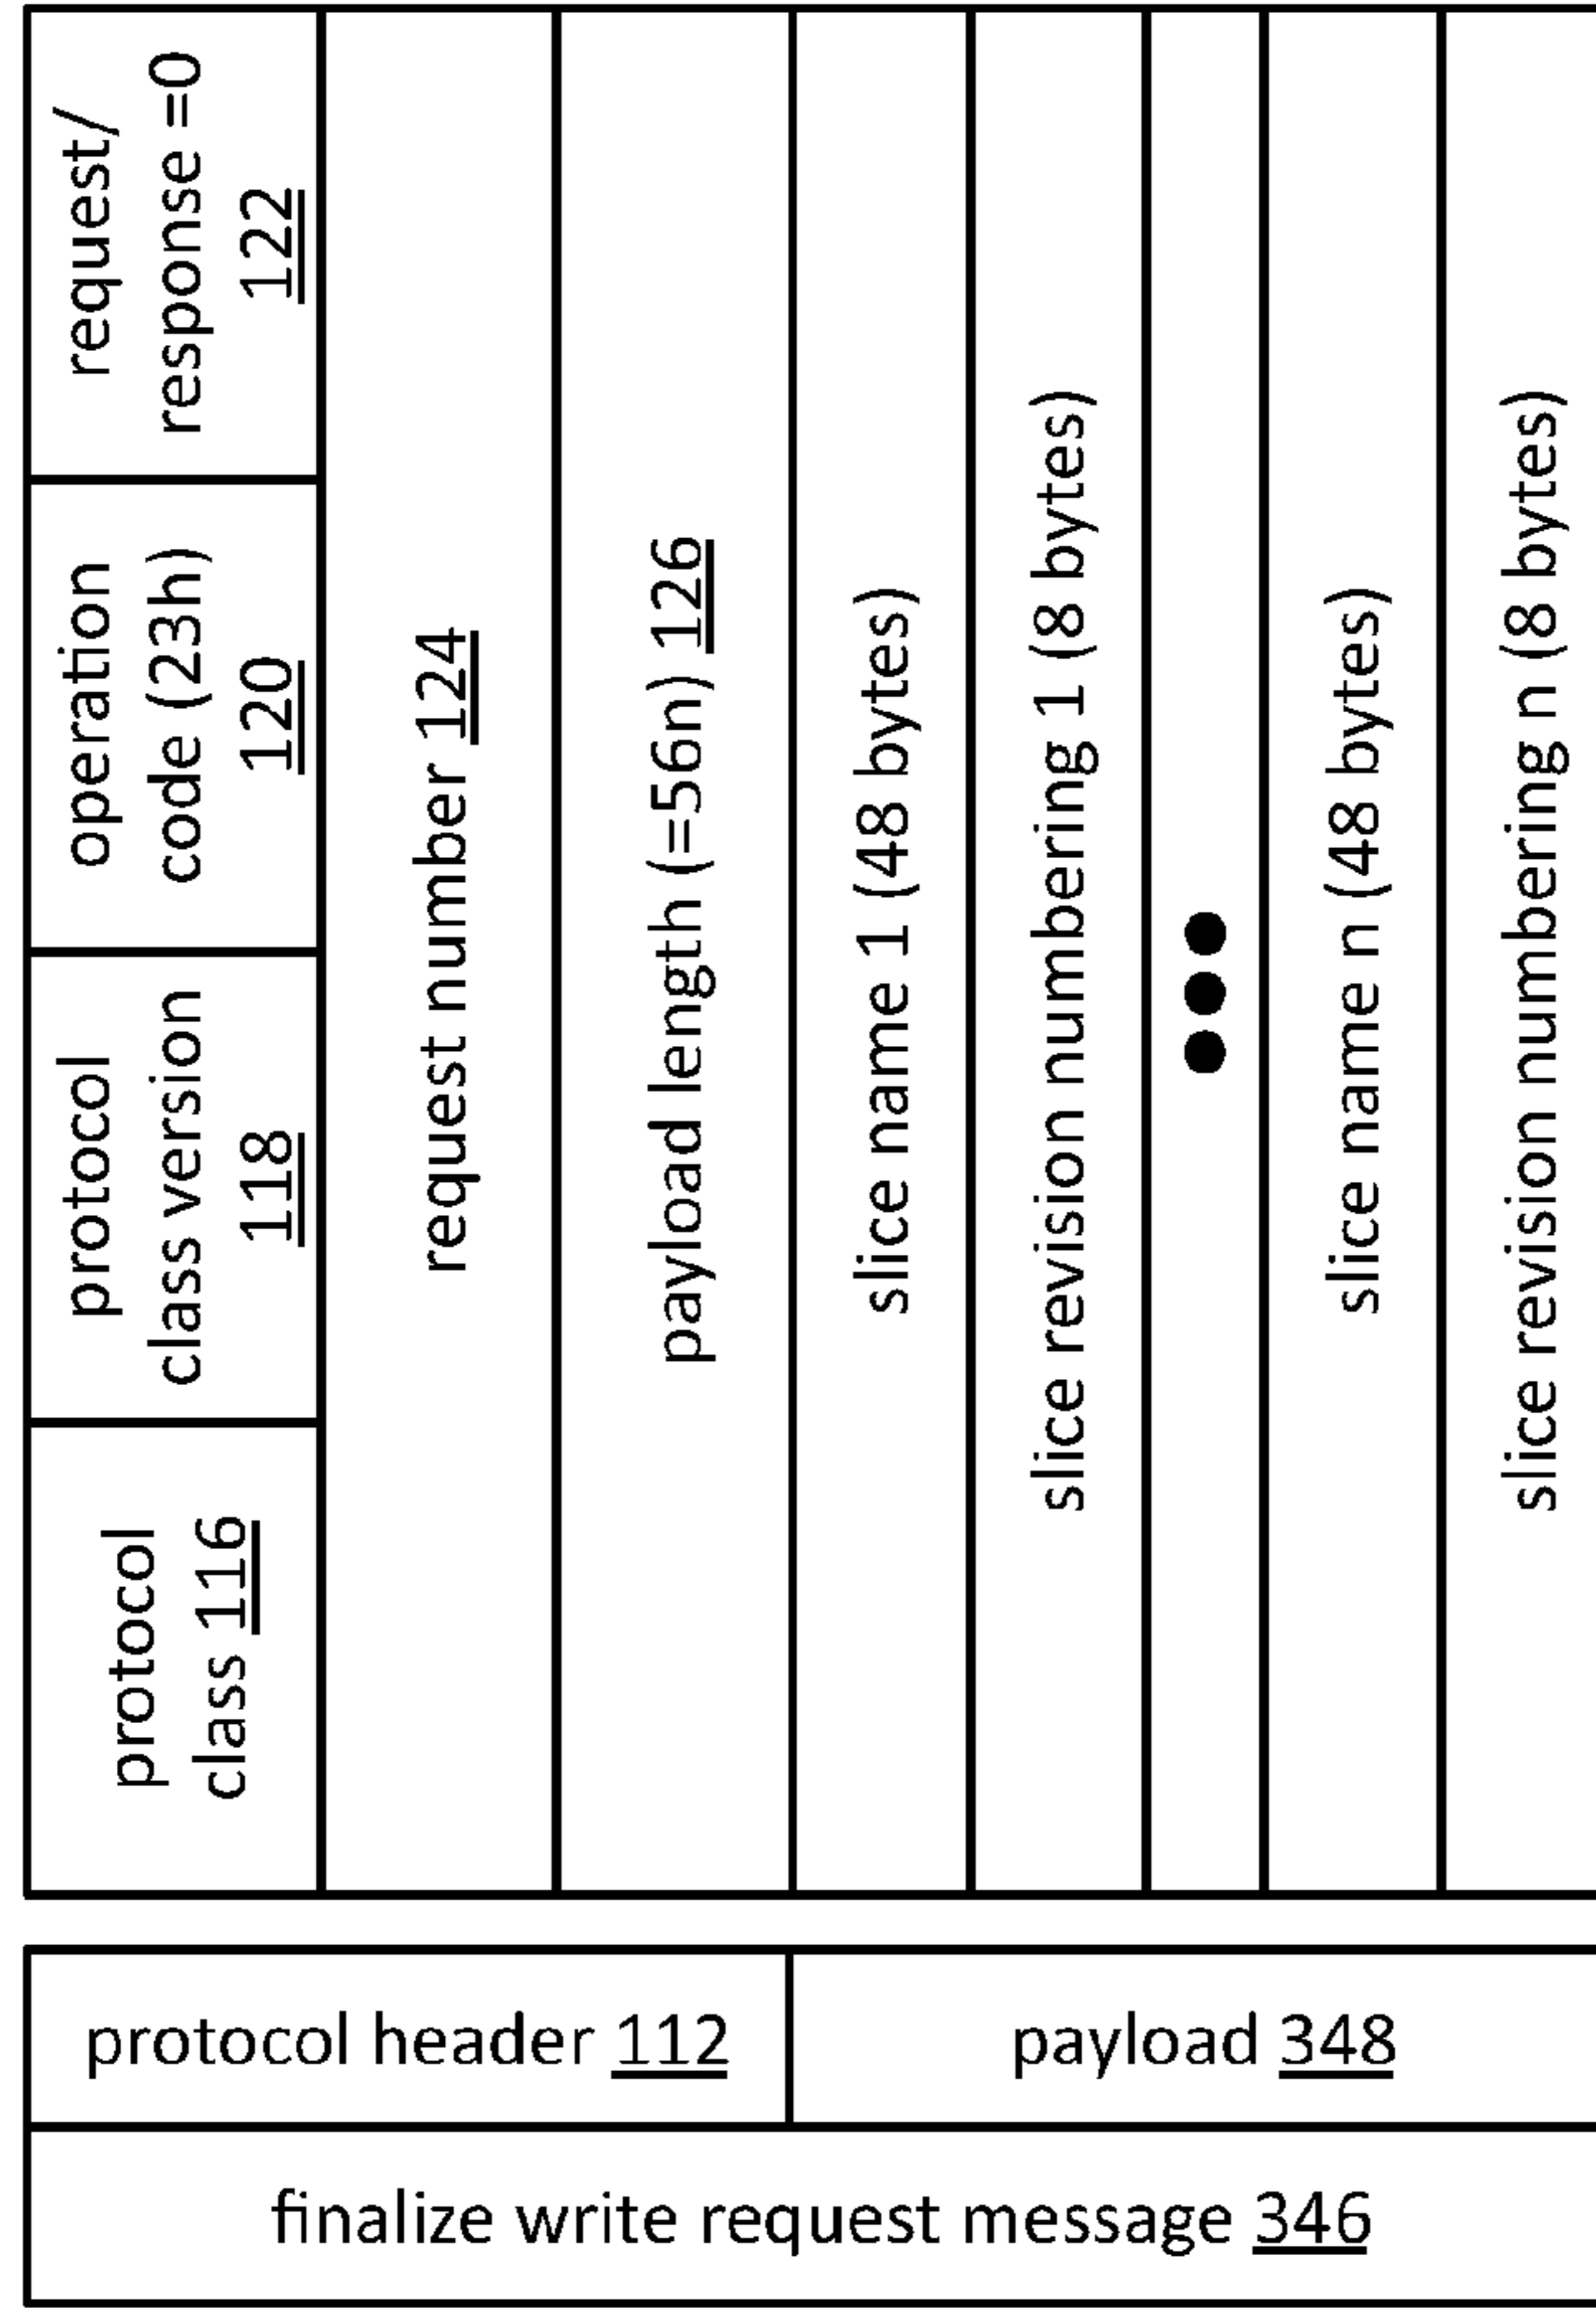 protocol
class 116
protocol
class version
118
operation
code (23h)
120
request/
response =0
122
request number 124
payload length (=56n) 126
slice name 1 (48 bytes)
slice revision numbering 1 (8 bytes)
slice name n (48 bytes)
slice revision numbering n (8 bytes)
protocol header 112
payload 348
finalize write request message 346